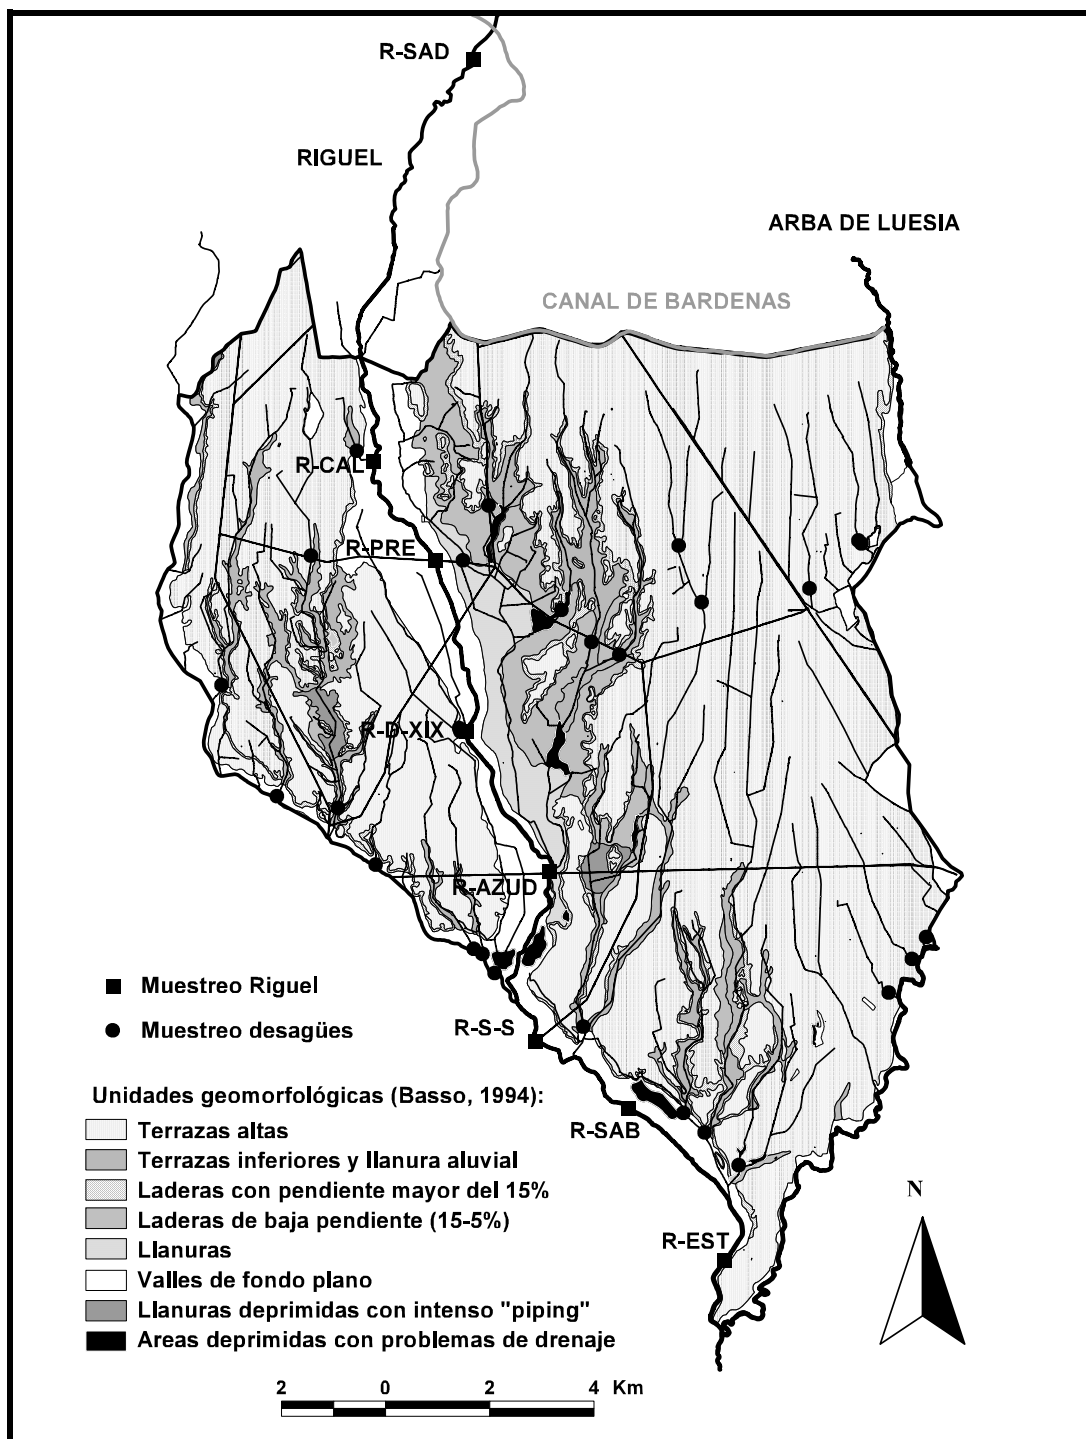 R-SAD
RIGUEL
ARBA DE LUESIA
CANAL DE BARDENAS
R-CAL
R-PRE
R-D-XIX
R-AZUD
Muestreo Riguel
Muestreo desagües
R-S-S
R-SAB
R-EST
N
Unidades geomorfológicas (Basso, 1994):
Terrazas altas
Terrazas inferiores y llanura aluvial
Laderas con pendiente mayor del 15%
Laderas de baja pendiente (15-5%)
Llanuras
Valles de fondo plano
Llanuras deprimidas con intenso "piping"
Areas deprimidas con problemas de drenaje
2 0 2 4 Km